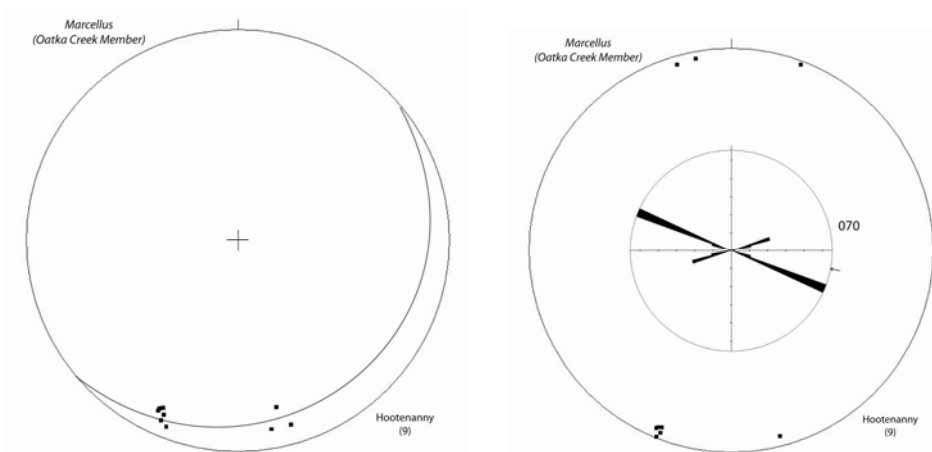 Marcellus
(Oatka Creek Member)
Hootenanny
(9)
Marcellus
(Oatka Creek Member)
070
Hootenanny
(9)